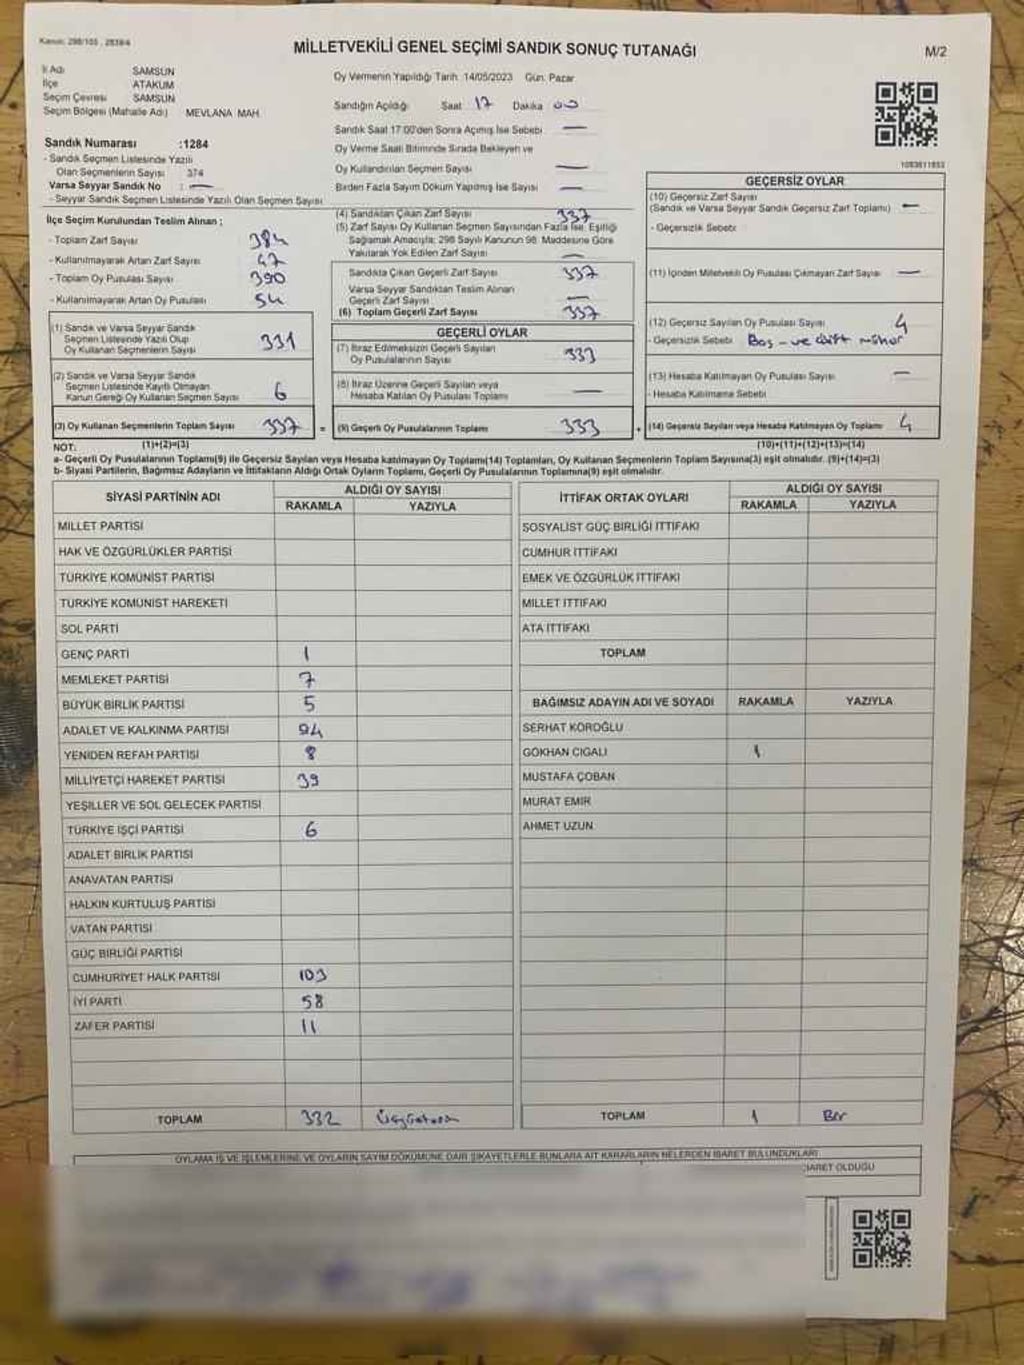 Kanun: 298/105 , 2839/4
MİLLETVEKİLİ GENEL SEÇİMİ SANDIK SONUÇ TUTANAĞI
M/2
İl Adı SAMSUN
İlçe ATAKUM
Seçim Çevresi SAMSUN
Seçim Bölgesi (Mahalle Adı) MEVLANA MAH.
Sandık Numarası :1284
- Sandık Seçmen Listesinde Yazılı
Olan Seçmenlerin Sayısı 374
Varsa Seyyar Sandık No : —
- Seyyar Sandık Seçmen Listesinde Yazılı Olan Seçmen Sayısı
Oy Vermenin Yapıldığı Tarih: 14/05/2023 Gün: Pazar
Sandığın Açıldığı Saat 17 Dakika 00
Sandık Saat 17:00'den Sonra Açımış İse Sebebi —
Oy Verme Saati Bitiminde Sırada Bekleyen ve
Oy Kullandırılan Seçmen Sayısı —
Birden Fazla Sayım Döküm Yapılmış İse Sayısı —
1083611853
İlçe Seçim Kurulundan Teslim Alınan ;
- Toplam Zarf Sayısı 384
- Kullanılmayarak Artan Zarf Sayısı 47
- Toplam Oy Pusulası Sayısı 390
- Kullanılmayarak Artan Oy Pusulası 54
(1) Sandık ve Varsa Seyyar Sandık
Seçmen Listesinde Yazılı Olup
Oy Kullanan Seçmenlerin Sayısı 331
(2) Sandık ve Varsa Seyyar Sandık
Seçmen Listesinde Kayıtlı Olmayan
Kanun Gereği Oy Kullanan Seçmen Sayısı 6
(3) Oy Kullanan Seçmenlerin Toplam Sayısı 337 =
(1)+(2)=(3)
(4) Sandıktan Çıkan Zarf Sayısı 337
(5) Zarf Sayısı Oy Kullanan Seçmen Sayısından Fazla İse, Eşitliği
Sağlamak Amacıyla; 298 Sayılı Kanunun 98. Maddesine Göre
Yakılarak Yok Edilen Zarf Sayısı —
Sandıkta Çıkan Geçerli Zarf Sayısı 337
Varsa Seyyar Sandıktan Teslim Alınan
Geçerli Zarf Sayısı —
(6) Toplam Geçerli Zarf Sayısı 337
GEÇERLİ OYLAR
(7) İtiraz Edilmeksizin Geçerli Sayılan
Oy Pusulalarının Sayısı 333
(8) İtiraz Üzerine Geçerli Sayılan veya
Hesaba Katılan Oy Pusulası Toplamı —
(9) Geçerli Oy Pusulalarının Toplamı 333 +
GEÇERSİZ OYLAR
(10) Geçersiz Zarf Sayısı
(Sandık ve Varsa Seyyar Sandık Geçersiz Zarf Toplamı) —
- Geçersizlik Sebebi:
(11) İçinden Milletvekili Oy Pusulası Çıkmayan Zarf Sayısı —
(12) Geçersiz Sayılan Oy Pusulası Sayısı 4
- Geçersizlik Sebebi Boş - ve çift mühür
(13) Hesaba Katılmayan Oy Pusulası Sayısı —
- Hesaba Katılmama Sebebi
(14) Geçersiz Sayılan veya Hesaba Katılmayan Oy Toplamı 4
(10)+(11)+(12)+(13)=(14)
NOT:
a- Geçerli Oy Pusulasının Toplamı(9) ile Geçersiz Sayılan veya Hesaba katılmayan Oy Toplamı(14) Toplamları, Oy Kullanan Seçmenlerin Toplam Sayısına(3) eşit olmalıdır. (9)+(14)=(3)
b- Siyasi Partilerin, Bağımsız Adayların ve İttifakların Aldığı Ortak Oyların Toplamı, Geçerli Oy Pusulalarının Toplamına(9) eşit olmalıdır.
SİYASİ PARTİNİN ADI ALDIĞI OY SAYISI
RAKAMLA YAZIYLA
MİLLET PARTİSİ
HAK VE ÖZGÜRLÜKLER PARTİSİ
TÜRKİYE KOMÜNİST PARTİSİ
TÜRKİYE KOMÜNİST HAREKETİ
SOL PARTİ
GENÇ PARTİ 1
MEMLEKET PARTİSİ 7
BÜYÜK BİRLİK PARTİSİ 5
ADALET VE KALKINMA PARTİSİ 94
YENİDEN REFAH PARTİSİ 8
MİLLİYETÇİ HAREKET PARTİSİ 39
YEŞİLLER VE SOL GELECEK PARTİSİ
TÜRKİYE İŞÇİ PARTİSİ 6
ADALET BİRLİK PARTİSİ
ANAVATAN PARTİSİ
HALKIN KURTULUŞ PARTİSİ
VATAN PARTİSİ
GÜÇ BİRLİĞİ PARTİSİ
CUMHURİYET HALK PARTİSİ 103
İYİ PARTİ 58
ZAFER PARTİSİ 11
TOPLAM 332
İTTİFAK ORTAK OYLARI ALDIĞI OY SAYISI
RAKAMLA YAZIYLA
SOSYALİST GÜÇ BİRLİĞİ İTTİFAKI
CUMHUR İTTİFAKI
EMEK VE ÖZGÜRLÜK İTTİFAKI
MİLLET İTTİFAKI
ATA İTTİFAKI
TOPLAM
BAĞIMSIZ ADAYIN ADI VE SOYADI RAKAMLA YAZIYLA
SERHAT KÖROĞLU
GÖKHAN CIGALI 1
MUSTAFA ÇOBAN
MURAT EMİR
AHMET UZUN
TOPLAM 1 Bir
OYLAMA İŞ VE İŞLEMLERİNE VE OYLARIN SAYIM DÖKÜMÜNE DAİR ŞİKAYETLERLE BUNLARA AİT KARARLARIN NELERDEN İBARET BULUNDUKLARI
İBARET OLDUĞU